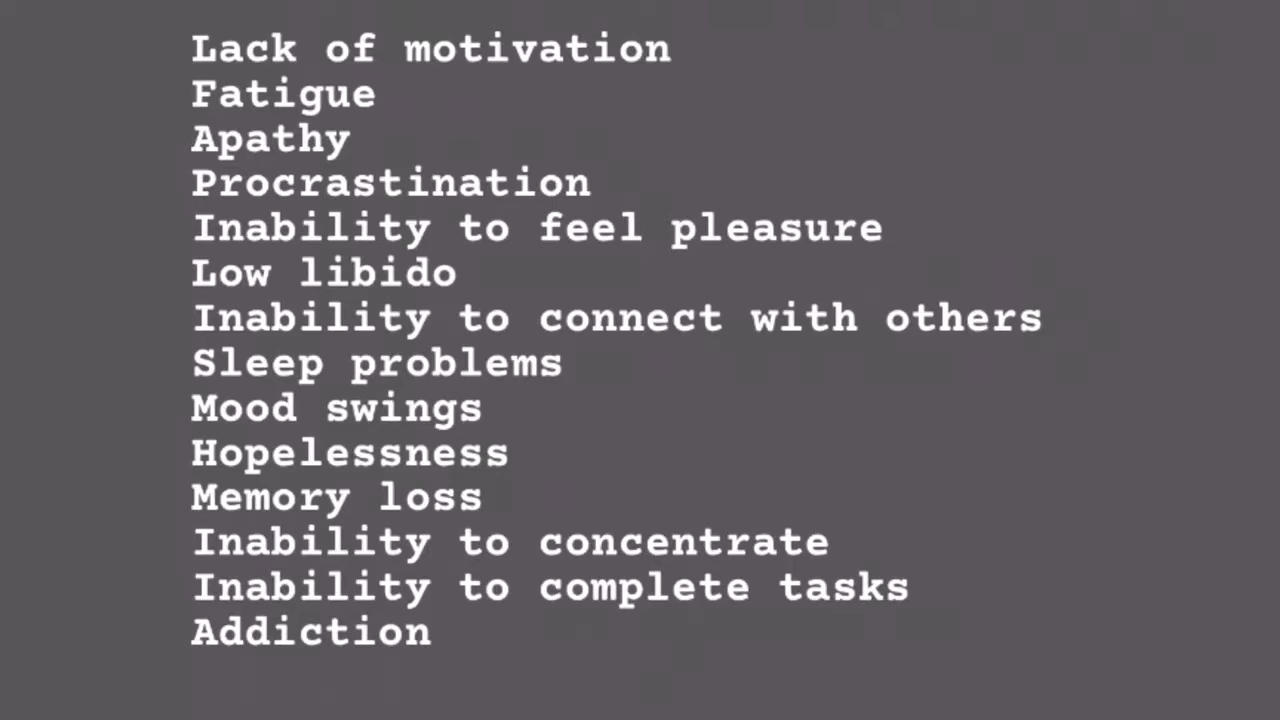 Lack of motivation
Fatigue
Apathy
Procrastination
Inability to feel pleasure
Low libido
Inability to connect with others
Sleep problems
Mood swings
Hopelessness
Memory loss
Inability to concentrate
Inability to complete tasks
Addiction